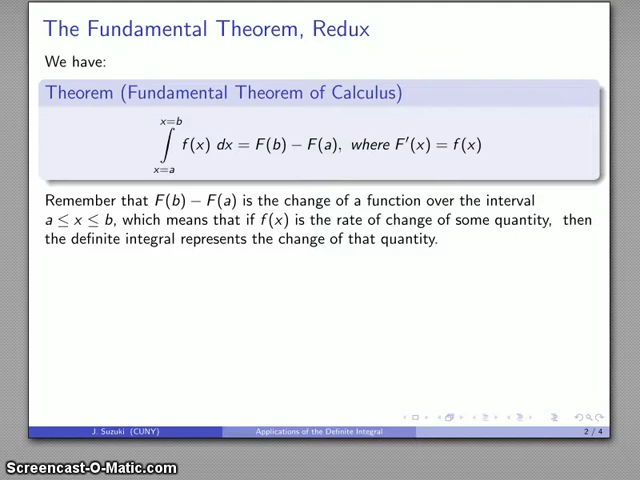 The Fundamental Theorem, Redux
We have:
Theorem (Fundamental Theorem of Calculus)
x=b
∫ f(x) dx = F(b) − F(a), where F′(x) = f(x)
x=a
Remember that F(b) − F(a) is the change of a function over the interval
a ≤ x ≤ b, which means that if f(x) is the rate of change of some quantity, then
the definite integral represents the change of that quantity.
J. Suzuki (CUNY) Applications of the Definite Integral 2 / 4
Screencast-O-Matic.com